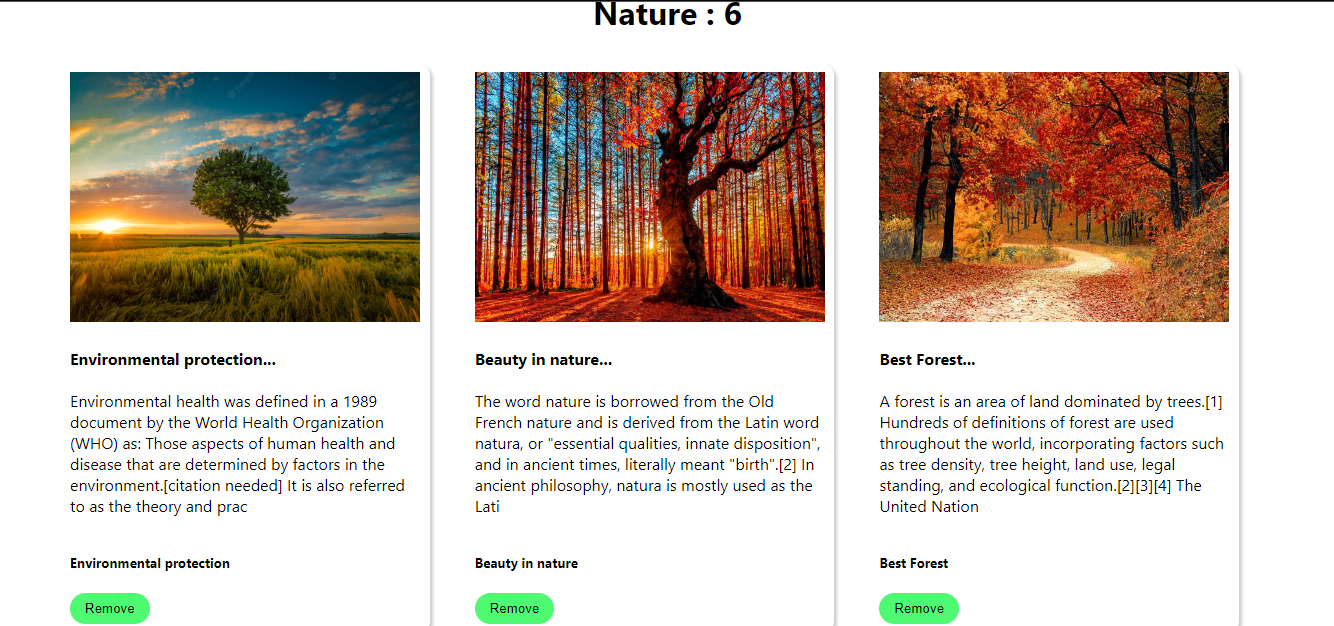 Nature : 6
Environmental protection...
Environmental health was defined in a 1989
document by the World Health Organization
(WHO) as: Those aspects of human health and
disease that are determined by factors in the
environment.[citation needed] It is also referred
to as the theory and prac
Environmental protection
Remove
Beauty in nature...
The word nature is borrowed from the Old
French nature and is derived from the Latin word
natura, or "essential qualities, innate disposition",
and in ancient times, literally meant "birth".[2] In
ancient philosophy, natura is mostly used as the
Lati
Beauty in nature
Remove
Best Forest...
A forest is an area of land dominated by trees.[1]
Hundreds of definitions of forest are used
throughout the world, incorporating factors such
as tree density, tree height, land use, legal
standing, and ecological function.[2][3][4] The
United Nation
Best Forest
Remove